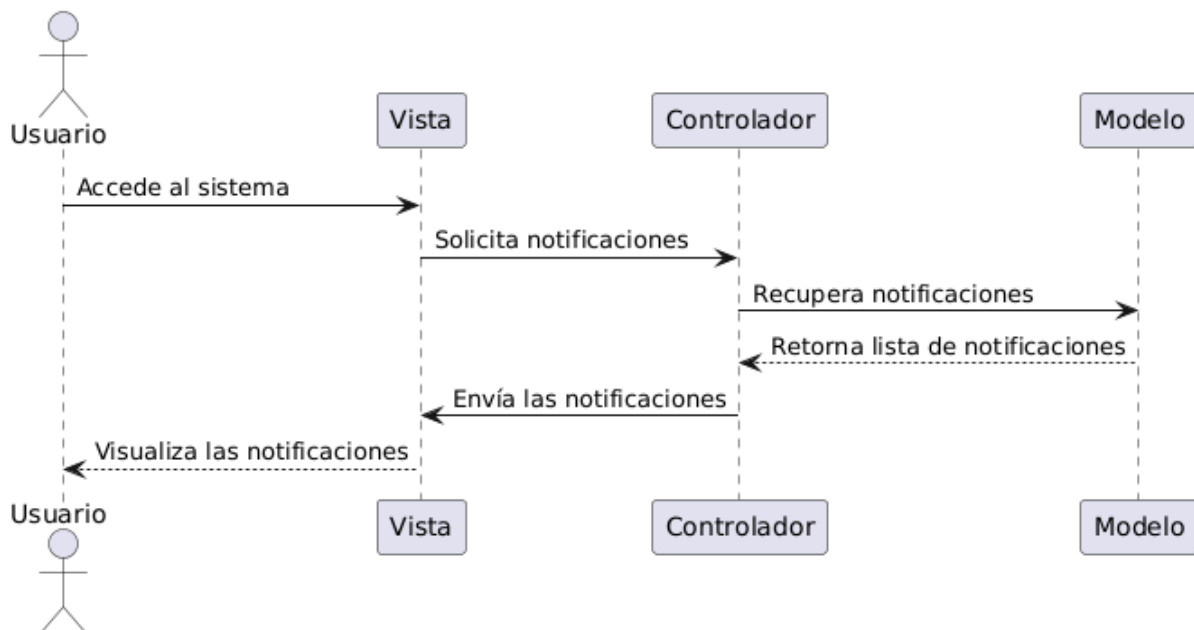 Usuario
Vista
Controlador
Modelo
Accede al sistema
Solicita notificaciones
Recupera notificaciones
Retorna lista de notificaciones
Envía las notificaciones
Visualiza las notificaciones
Usuario
Vista
Controlador
Modelo